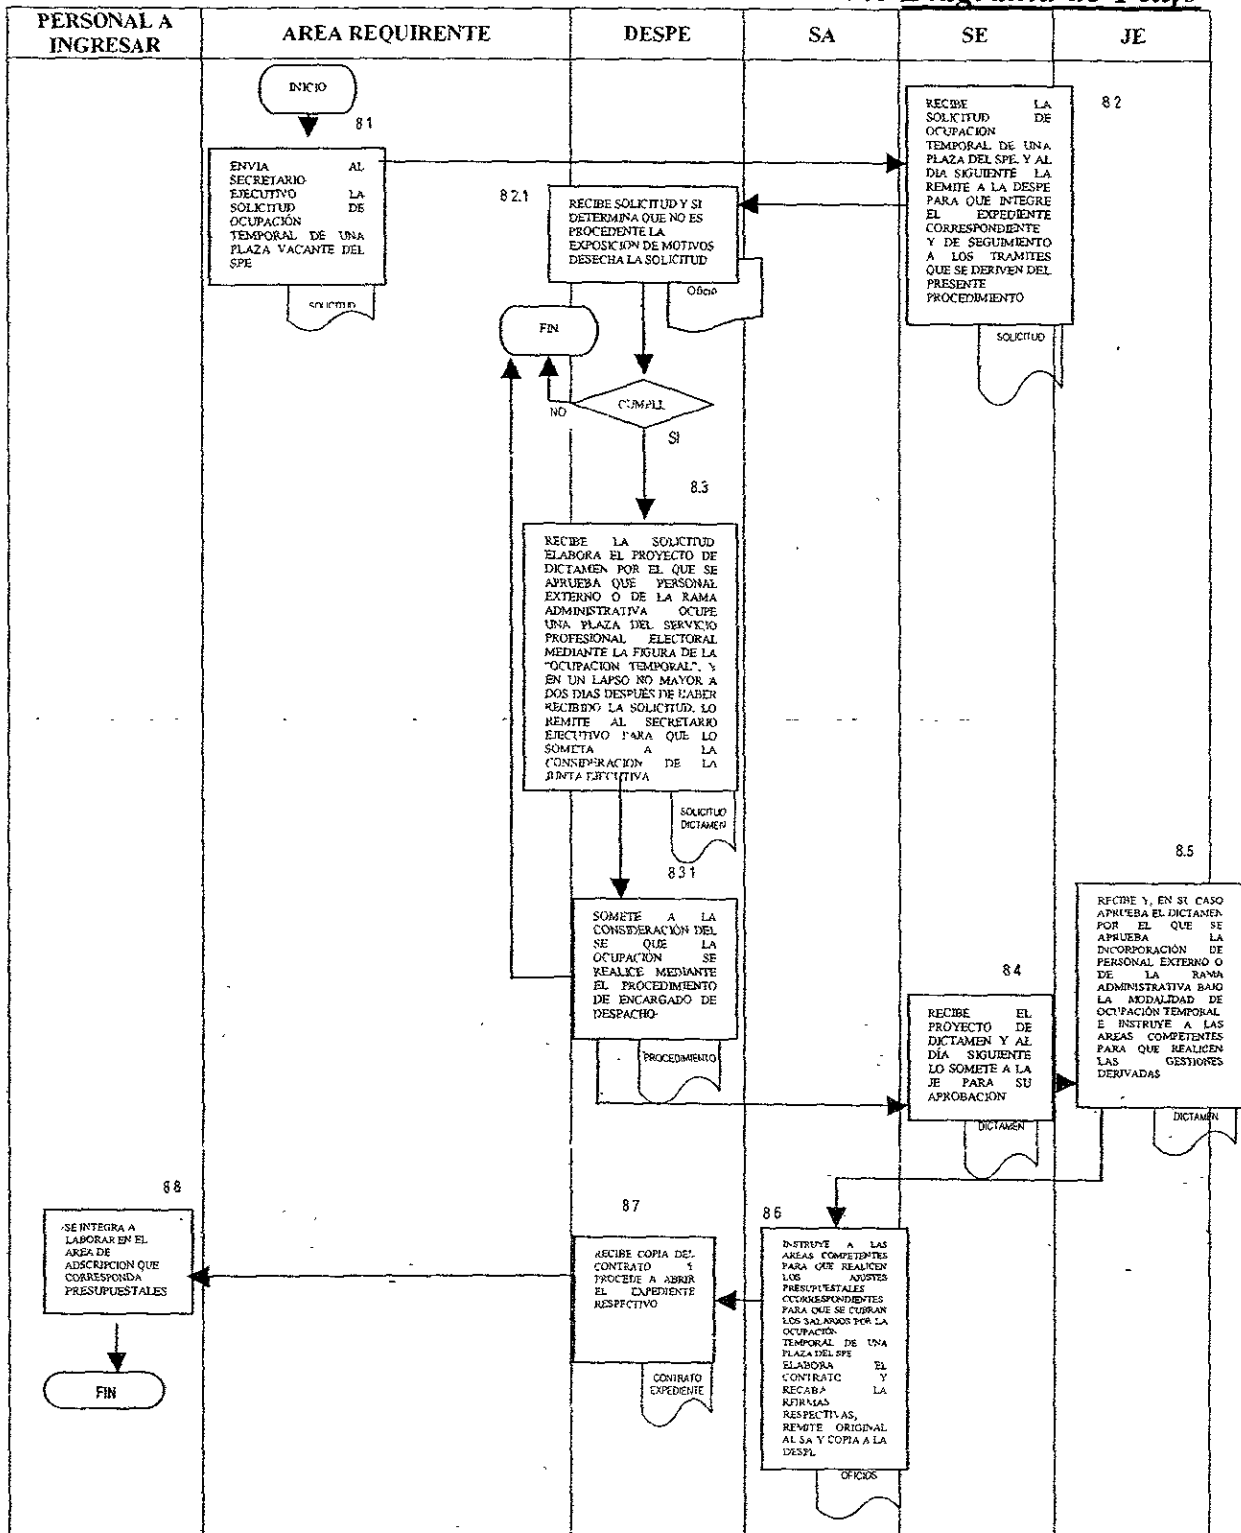 Diagrama de
PERSONAL A
INGRESAR
AREA REQUIRENTE
DESPE
SA
SE
JE
INICIO
8 1
ENVIA AL
SECRETARIO
EJECUTIVO LA
SOLICITUD DE
OCUPACIÓN
TEMPORAL DE UNA
PLAZA VACANTE DEL
SPE
SOLICITUD
8 2
RECIBE LA
SOLICITUD DE
OCUPACION
TEMPORAL DE UNA
PLAZA DEL SPE. Y AL
DIA SIGUIENTE LA
REMITE A LA DESPE
PARA QUE INTEGRE
EL EXPEDIENTE
CORRESPONDIENTE
Y DE SEGUIMIENTO
A LOS TRAMITES
QUE SE DERIVEN DEL
PRESENTE
PROCEDIMIENTO
SOLICITUD
8 2.1
RECIBE SOLICITUD Y SI
DETERMINA QUE NO ES
PROCEDENTE LA
EXPOSICION DE MOTIVOS
DESECHA LA SOLICITUD
Oficio
FIN
CUMPLE
NO
SI
8.3
RECIBE LA SOLICITUD
ELABORA EL PROYECTO DE
DICTAMEN POR EL QUE SE
APRUEBA QUE PERSONAL
EXTERNO O DE LA RAMA
ADMINISTRATIVA OCUPE
UNA PLAZA DEL SERVICIO
PROFESIONAL ELECTORAL
MEDIANTE LA FIGURA DE LA
"OCUPACION TEMPORAL", Y
EN UN LAPSO NO MAYOR A
DOS DIAS DESPUÉS DE HABER
RECIBIDO LA SOLICITUD, LO
REMITE AL SECRETARIO
EJECUTIVO PARA QUE LO
SOMETA A LA
CONSIDERACION DE LA
JUNTA EJECUTIVA
SOLICITUD
DICTAMEN
8 3 1
SOMETE A LA
CONSIDERACIÓN DEL
SE QUE LA
OCUPACIÓN SE
REALICE MEDIANTE
EL PROCEDIMIENTO
DE ENCARGADO DE
DESPACHO
PROCEDIMIENTO
8 4
RECIBE EL
PROYECTO DE
DICTAMEN Y AL
DÍA SIGUIENTE
LO SOMETE A LA
JE PARA SU
APROBACION
DICTAMEN
8.5
RECIBE Y, EN SU CASO
APRUEBA EL DICTAMEN
POR EL QUE SE
APRUEBA LA
INCORPORACIÓN DE
PERSONAL EXTERNO O
DE LA RAMA
ADMINISTRATIVA BAJO
LA MODALIDAD DE
OCUPACIÓN TEMPORAL
E INSTRUYE A LAS
AREAS COMPETENTES
PARA QUE REALICEN
LAS GESTIONES
DERIVADAS
DICTAMEN
8 6
INSTRUYE A LAS
AREAS COMPETENTES
PARA QUE REALICEN
LOS AJUSTES
PRESUPUESTALES
CORRESPONDIENTES
PARA QUE SE CUBRAN
LOS SALARIOS POR LA
OCUPACIÓN
TEMPORAL DE UNA
PLAZA DEL SPE
ELABORA EL
CONTRATO Y
RECABA LA
RFIRMAS
RESPECTIVAS,
REMITE ORIGINAL
AL SA Y COPIA A LA
DESPE
OFICIOS
8 7
RECIBE COPIA DEL
CONTRATO Y
PROCEDE A ABRIR
EL EXPEDIENTE
RESPECTIVO
CONTRATO
EXPEDIENTE
8 8
SE INTEGRA A
LABORAR EN EL
AREA DE
ADSCRIPCION QUE
CORRESPONDA
PRESUPUESTALES
FIN